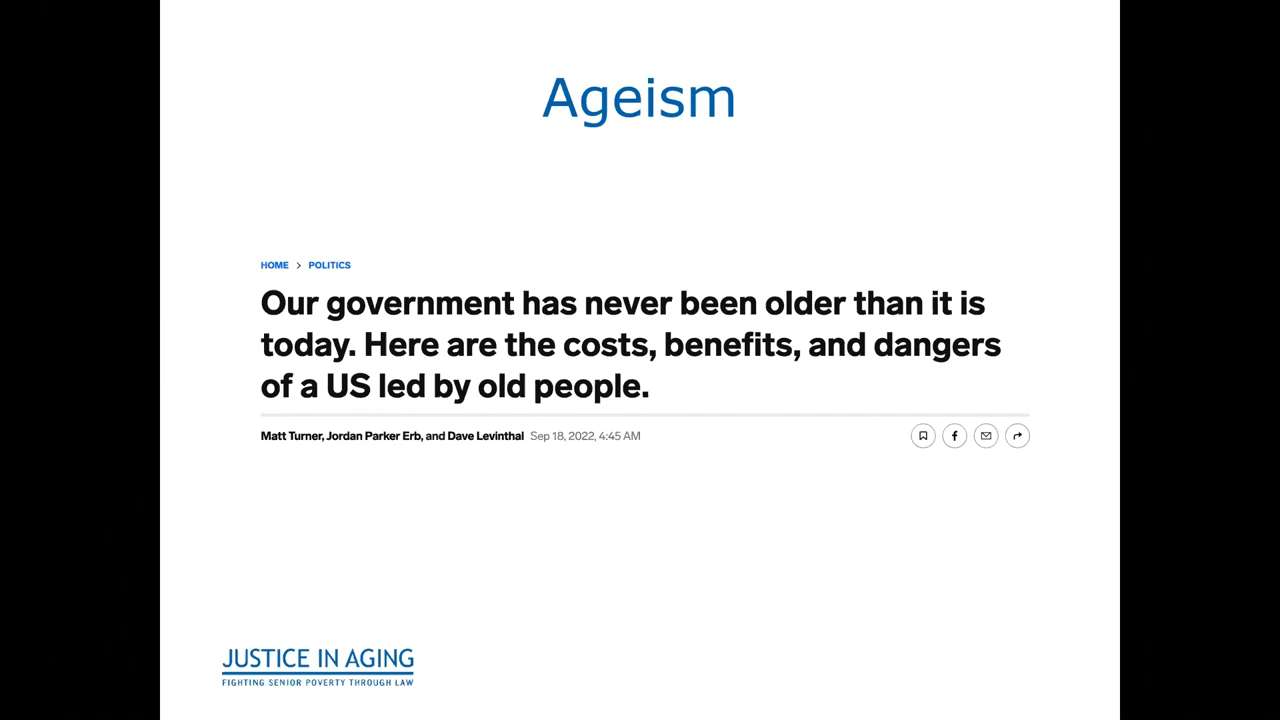 Ageism
HOME > POLITICS
Our government has never been older than it is
today. Here are the costs, benefits, and dangers
of a US led by old people.
Matt Turner, Jordan Parker Erb, and Dave Levinthal Sep 18, 2022, 4:45 AM
JUSTICE IN AGING
FIGHTING SENIOR POVERTY THROUGH LAW